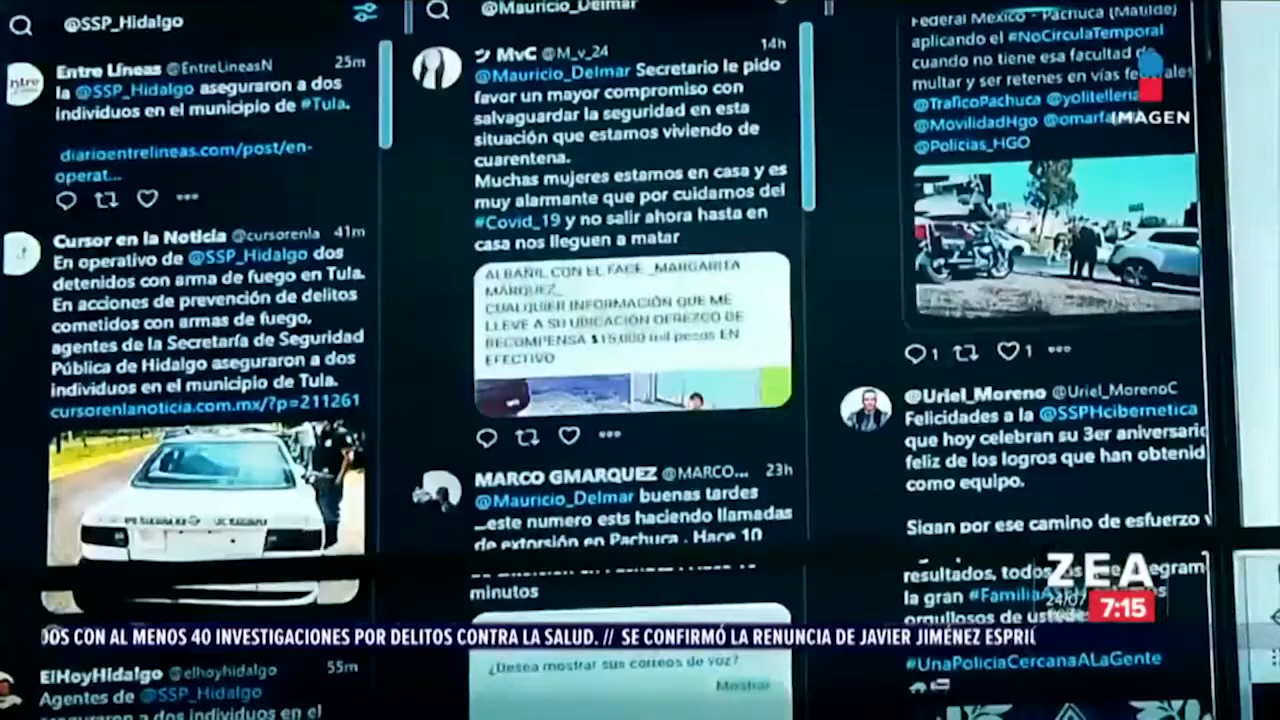 @SSP_Hidalgo
Entre Líneas @EntreLineasN 25m
la @SSP_Hidalgo aseguraron a dos
individuos en el municipio de #Tula.
diarioentrelineas.com/post/en-
operat...
Cursor en la Noticia @cursorenla 41m
En operativo de @SSP_Hidalgo dos
detenidos con arma de fuego en Tula.
En acciones de prevención de delitos
cometidos con armas de fuego,
agentes de la Secretaría de Seguridad
Pública de Hidalgo aseguraron a dos
individuos en el municipio de Tula.
cursorenlanoticia.com.mx/?p=211261
ElHoyHidalgo @elhoyhidalgo 55m
Agentes de @SSP_Hidalgo
aseguraron a dos individuos en el
@Mauricio_Delmar
ツ MvC @M_v_24 14h
@Mauricio_Delmar Secretario le pido
favor un mayor compromiso con
salvaguardar la seguridad en esta
situación que estamos viviendo de
cuarentena.
Muchas mujeres estamos en casa y es
muy alarmante que por cuidarnos del
#Covid_19 y no salir ahora hasta en
casa nos lleguen a matar
ALBAÑIL CON EL FACE _MARGARITA
MÁRQUEZ_
CUALQUIER INFORMACIÓN QUE ME
LLEVE A SU UBICACIÓN OFREZCO DE
RECOMPENSA $15,000 mil pesos EN
EFECTIVO
MARCO GMARQUEZ @MARCO... 23h
@Mauricio_Delmar buenas tardes
...este numero ests haciendo llamadas
de extorsión en Pachuca . Hace 10
minutos
¿Desea mostrar sus correos de voz?
Mostrar
Federal Mexico - Pachuca (Matilde)
aplicando el #NoCirculaTemporal
cuando no tiene esa facultad de
multar y ser retenes en vías federales
@TraficoPachuca @yolitelleria
@MovilidadHgo @omarfa
@Policias_HGO
IMAGEN
1 1
@Uriel_Moreno @Uriel_MorenoC
Felicidades a la @SSPHcibernetica
que hoy celebran su 3er aniversario
feliz de los logros que han obtenid
como equipo.
Sigan por ese camino de esfuerzo y
resultados, todos
la gran #Familia
orgullosos de ustedes
#UnaPoliciaCercanaALaGente
ZEA
24/07
7:15
DOS CON AL MENOS 40 INVESTIGACIONES POR DELITOS CONTRA LA SALUD. // SE CONFIRMÓ LA RENUNCIA DE JAVIER JIMÉNEZ ESPRIÚ